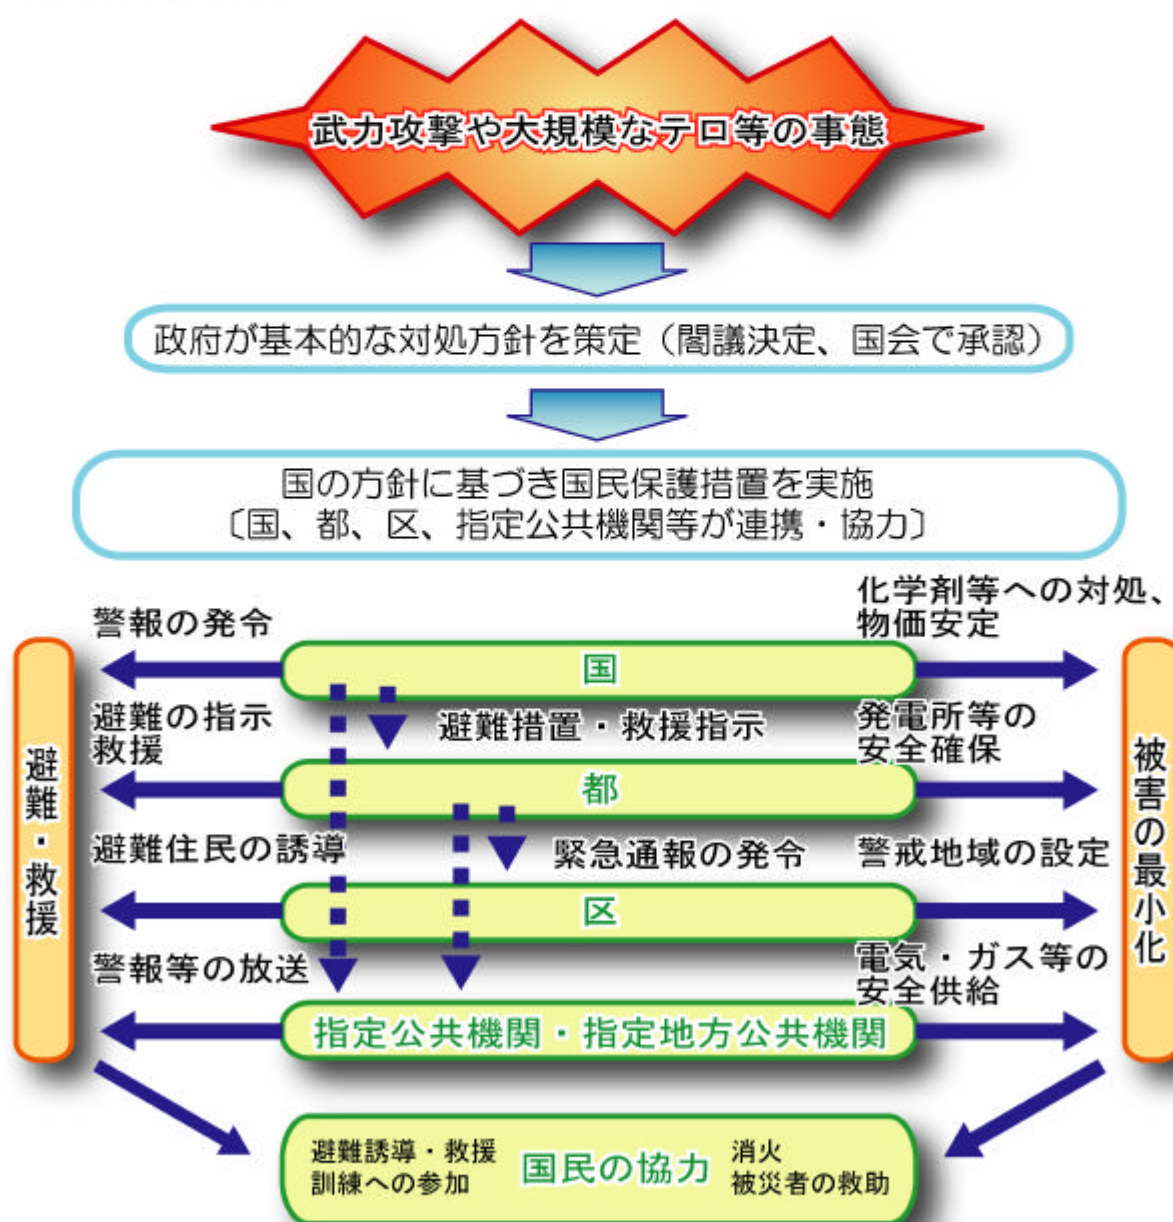 武力攻撃や大規模なテロ等の事態
政府が基本的な対処方針を策定（閣議決定、国会で承認）
国の方針に基づき国民保護措置を実施
〔国、都、区、指定公共機関等が連携・協力〕
避難・救援
警報の発令
国
化学剤等への対処、
物価安定
避難措置・救援指示
避難の指示
救援
都
発電所等の
安全確保
緊急通報の発令
避難住民の誘導
区
警戒地域の設定
警報等の放送
指定公共機関・指定地方公共機関
電気・ガス等の
安全供給
被害の最小化
避難誘導・救援
訓練への参加
国民の協力
消火
被災者の救助